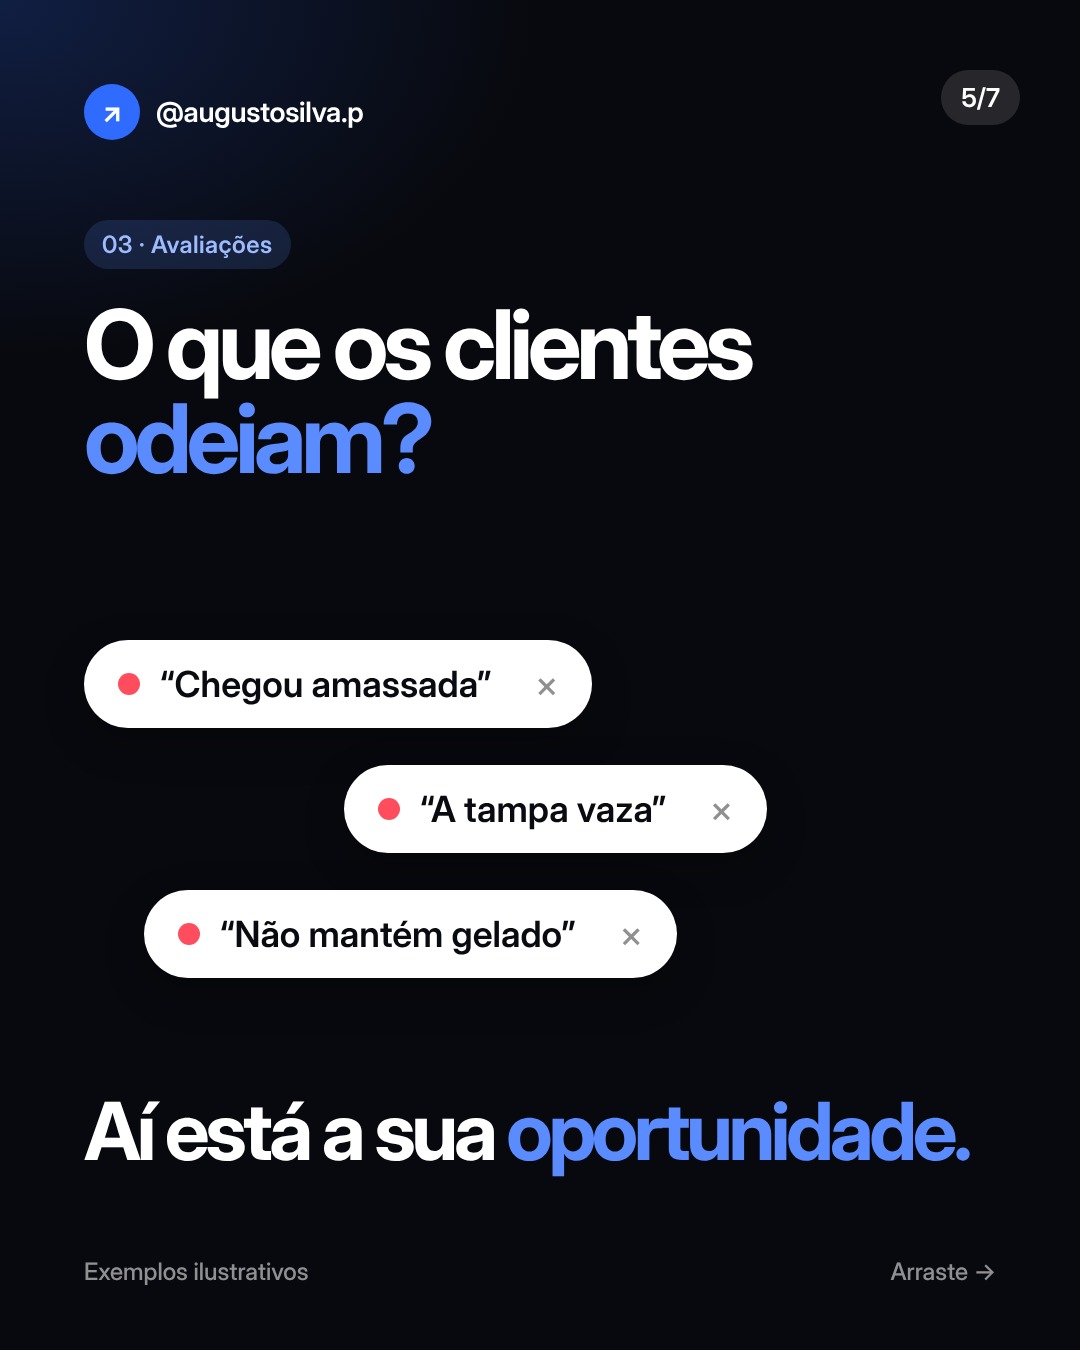 @augustosilva.p
5/7
03 · Avaliações
O que os clientes
odeiam?
“Chegou amassada” ×
“A tampa vaza” ×
“Não mantém gelado” ×
Aí está a sua oportunidade.
Exemplos ilustrativos
Arraste →